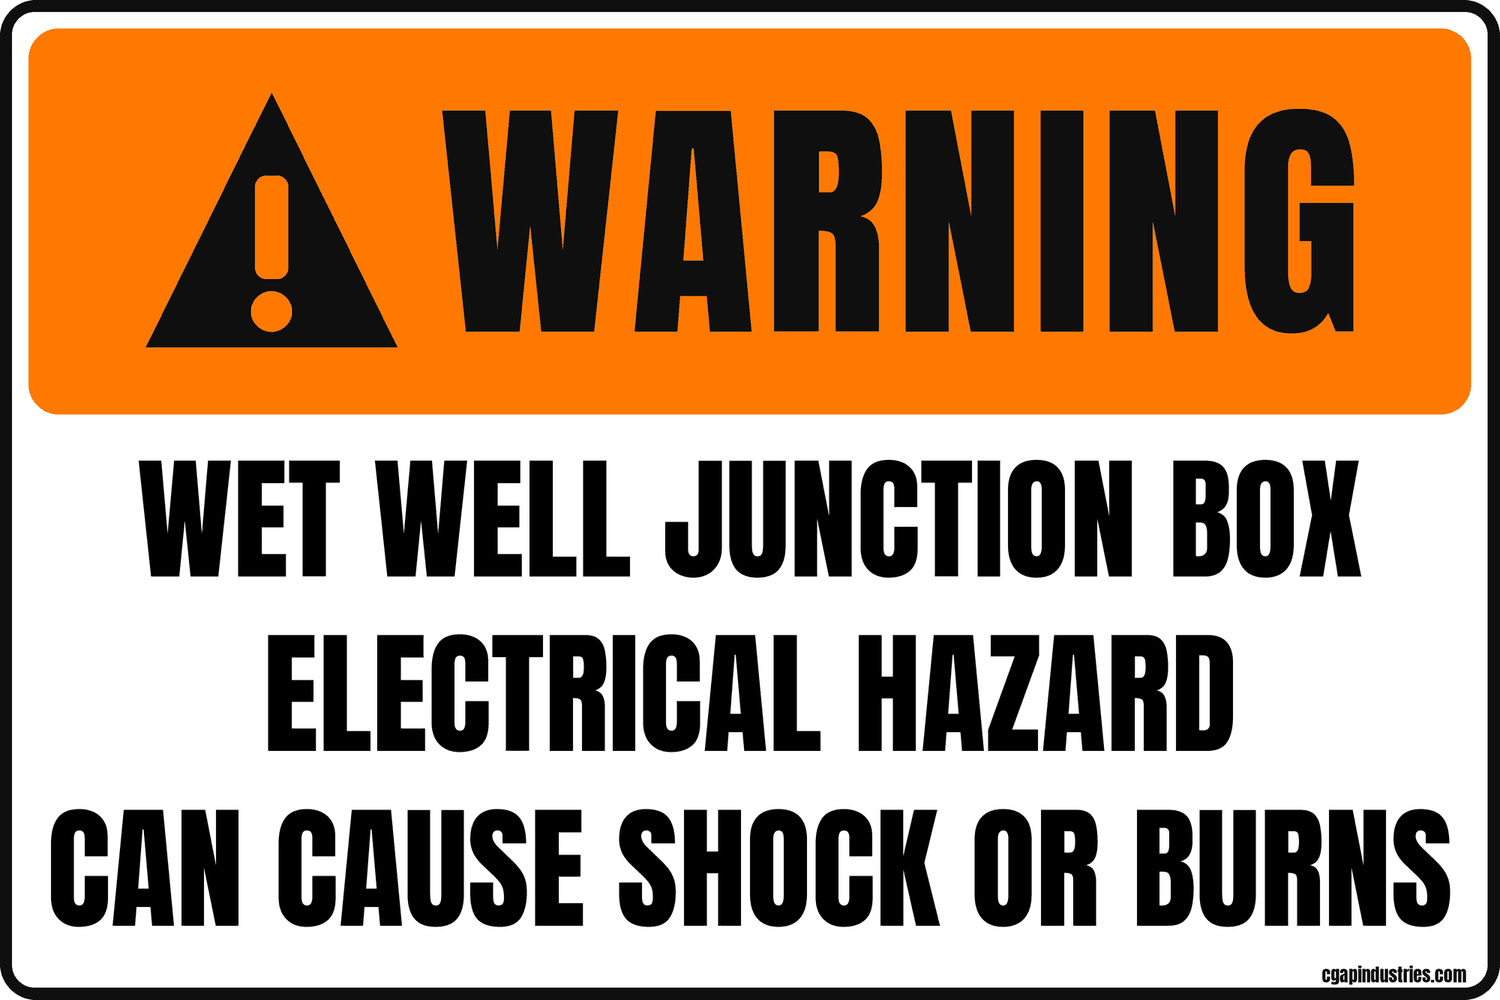 WARNING
WET WELL JUNCTION BOX
ELECTRICAL HAZARD
CAN CAUSE SHOCK OR BURNS
cgapindustries.com